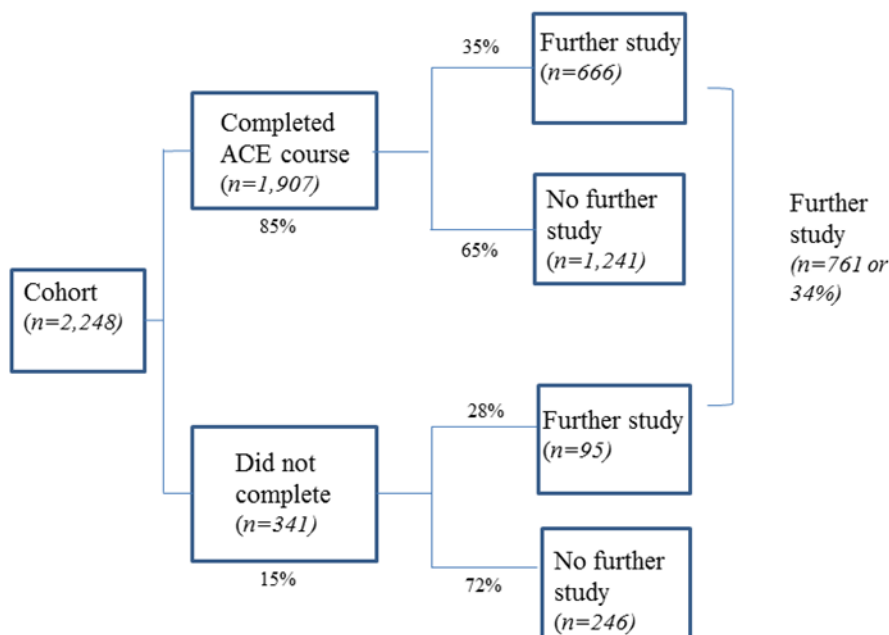 35%
Further study
(n=666)
Completed
ACE course
(n=1,907)
85%
No further
study
(n=1,241)
65%
Further
study
(n=761 or
34%)
Cohort
(n=2,248)
28%
Further study
(n=95)
Did not
complete
(n=341)
15%
72%
No further
study
(n=246)